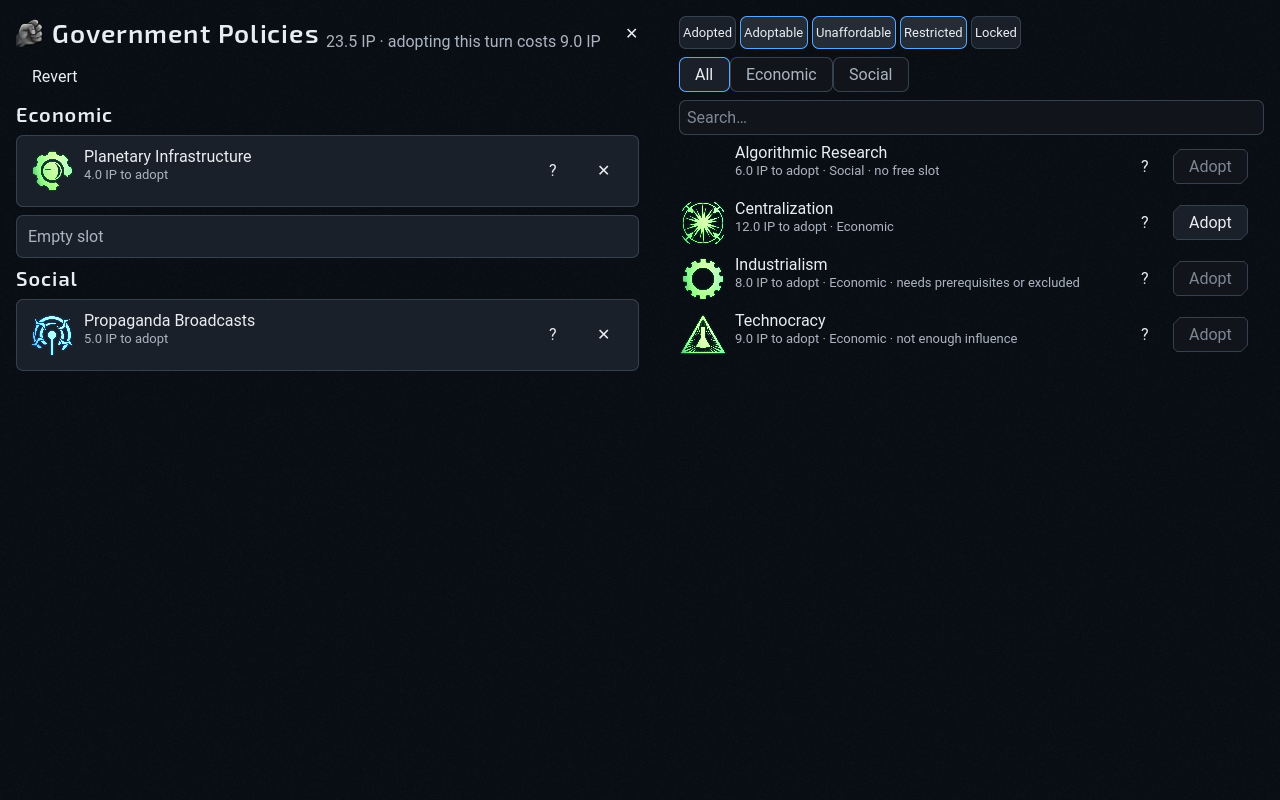 Government Policies 23.5 IP · adopting this turn costs 9.0 IP ✕
Revert
Economic
Planetary Infrastructure
4.0 IP to adopt
? ✕
Empty slot
Social
Propaganda Broadcasts
5.0 IP to adopt
? ✕
Adopted Adoptable Unaffordable Restricted Locked
All Economic Social
Search...
Algorithmic Research
6.0 IP to adopt · Social · no free slot
? Adopt
Centralization
12.0 IP to adopt · Economic
? Adopt
Industrialism
8.0 IP to adopt · Economic · needs prerequisites or excluded
? Adopt
Technocracy
9.0 IP to adopt · Economic · not enough influence
? Adopt